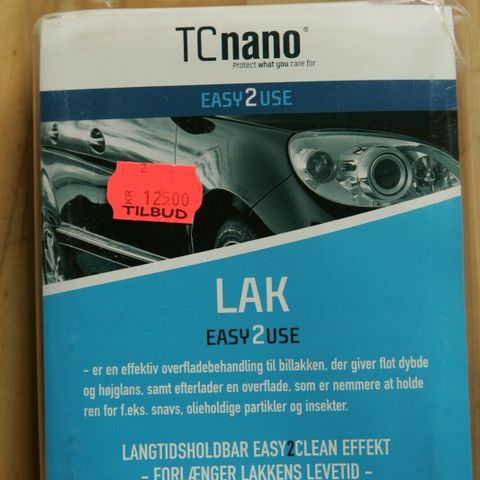 TCnano®
Protect what you care for
EASY2USE
2
KR 125.00
TILBUD
LAK
EASY2USE
- er en effektiv overfladebehandling til billakken, der giver flot dybde
og højglans, samt efterlader en overflade, som er nemmere at holde
ren for f.eks. snavs, olieholdige partikler og insekter.
LANGTIDSHOLDBAR EASY2CLEAN EFFEKT
- FORLÆNGER LAKKENS LEVETID -